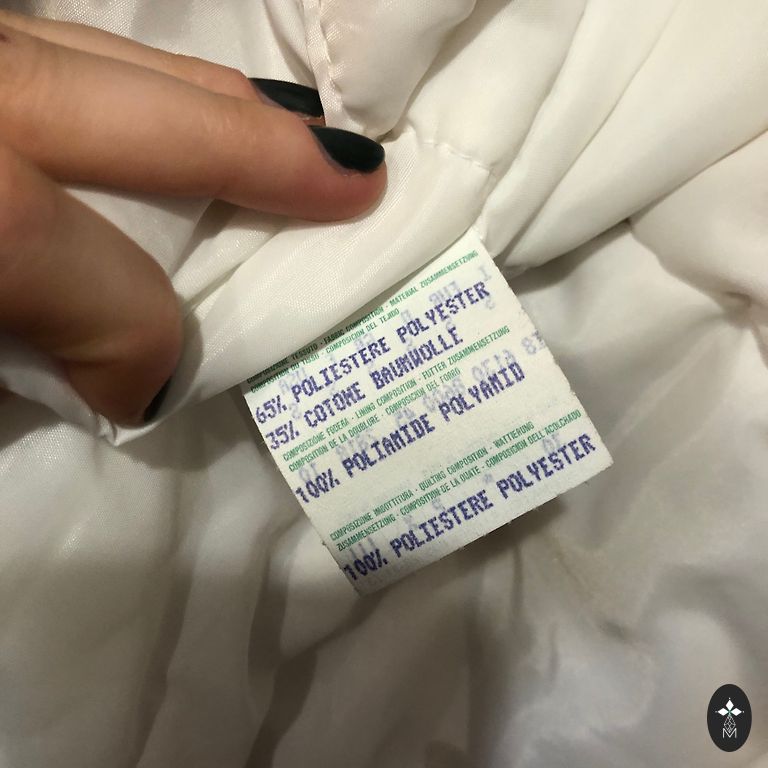 COMPOSIZIONE TESSUTO - FABRIC COMPOSITION - MATERIAL ZUSAMMENSETZUNG
COMPOSITION DU TISSU - COMPOSICION DEL TEJIDO
65% POLIESTERE POLYESTER
35% COTONE BAUMWOLLE
COMPOSIZIONE FODERA - LINING COMPOSITION - FUTTER ZUSAMMENSETZUNG
COMPOSITION DE LA DOUBLURE - COMPOSICION DEL FORRO
100% POLIAMIDE POLYAMID
COMPOSIZIONE IMBOTTITURA - QUILTING COMPOSITION - WATTIERUNG
ZUSAMMENSETZUNG - COMPOSITION DE LA OUATE - COMPOSICION DELL ACOLCHADO
100% POLIESTERE POLYESTER
M